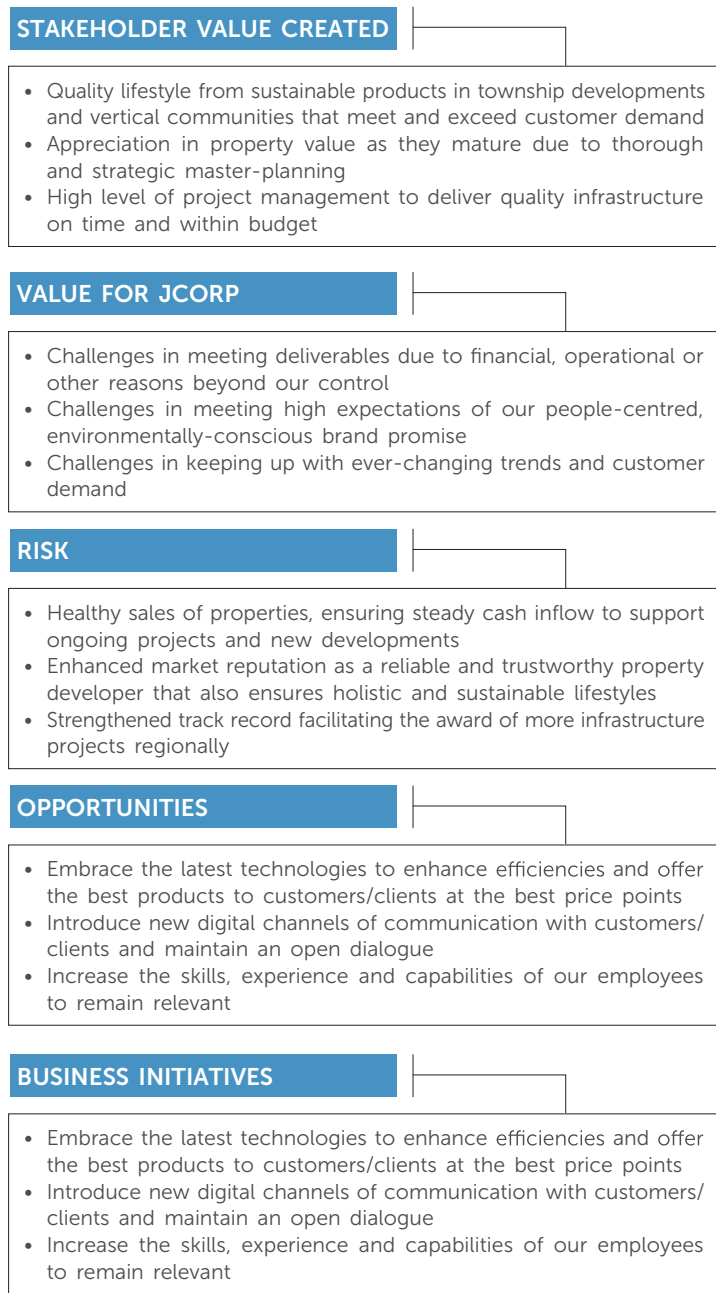 STAKEHOLDER VALUE CREATED
• Quality lifestyle from sustainable products in township developments
and vertical communities that meet and exceed customer demand
• Appreciation in property value as they mature due to thorough
and strategic master-planning
• High level of project management to deliver quality infrastructure
on time and within budget
VALUE FOR JCORP
• Challenges in meeting deliverables due to financial, operational or
other reasons beyond our control
• Challenges in meeting high expectations of our people-centred,
environmentally-conscious brand promise
• Challenges in keeping up with ever-changing trends and customer
demand
RISK
• Healthy sales of properties, ensuring steady cash inflow to support
ongoing projects and new developments
• Enhanced market reputation as a reliable and trustworthy property
developer that also ensures holistic and sustainable lifestyles
• Strengthened track record facilitating the award of more infrastructure
projects regionally
OPPORTUNITIES
• Embrace the latest technologies to enhance efficiencies and offer
the best products to customers/clients at the best price points
• Introduce new digital channels of communication with customers/
clients and maintain an open dialogue
• Increase the skills, experience and capabilities of our employees
to remain relevant
BUSINESS INITIATIVES
• Embrace the latest technologies to enhance efficiencies and offer
the best products to customers/clients at the best price points
• Introduce new digital channels of communication with customers/
clients and maintain an open dialogue
• Increase the skills, experience and capabilities of our employees
to remain relevant